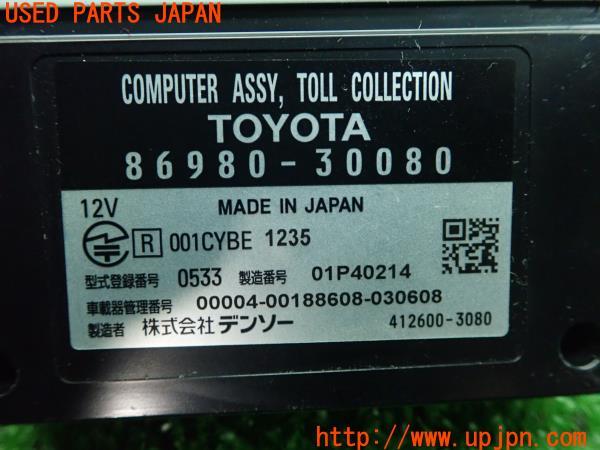 USED PARTS JAPAN
COMPUTER ASSY, TOLL COLLECTION
TOYOTA
86980-30080
12V MADE IN JAPAN
R 001CYBE 1235
型式登録番号 0533 製造番号 01P40214
車載器管理番号 00004-00188608-030608
製造者 株式会社デンソー 412600-3080
http://www.upjpn.com/